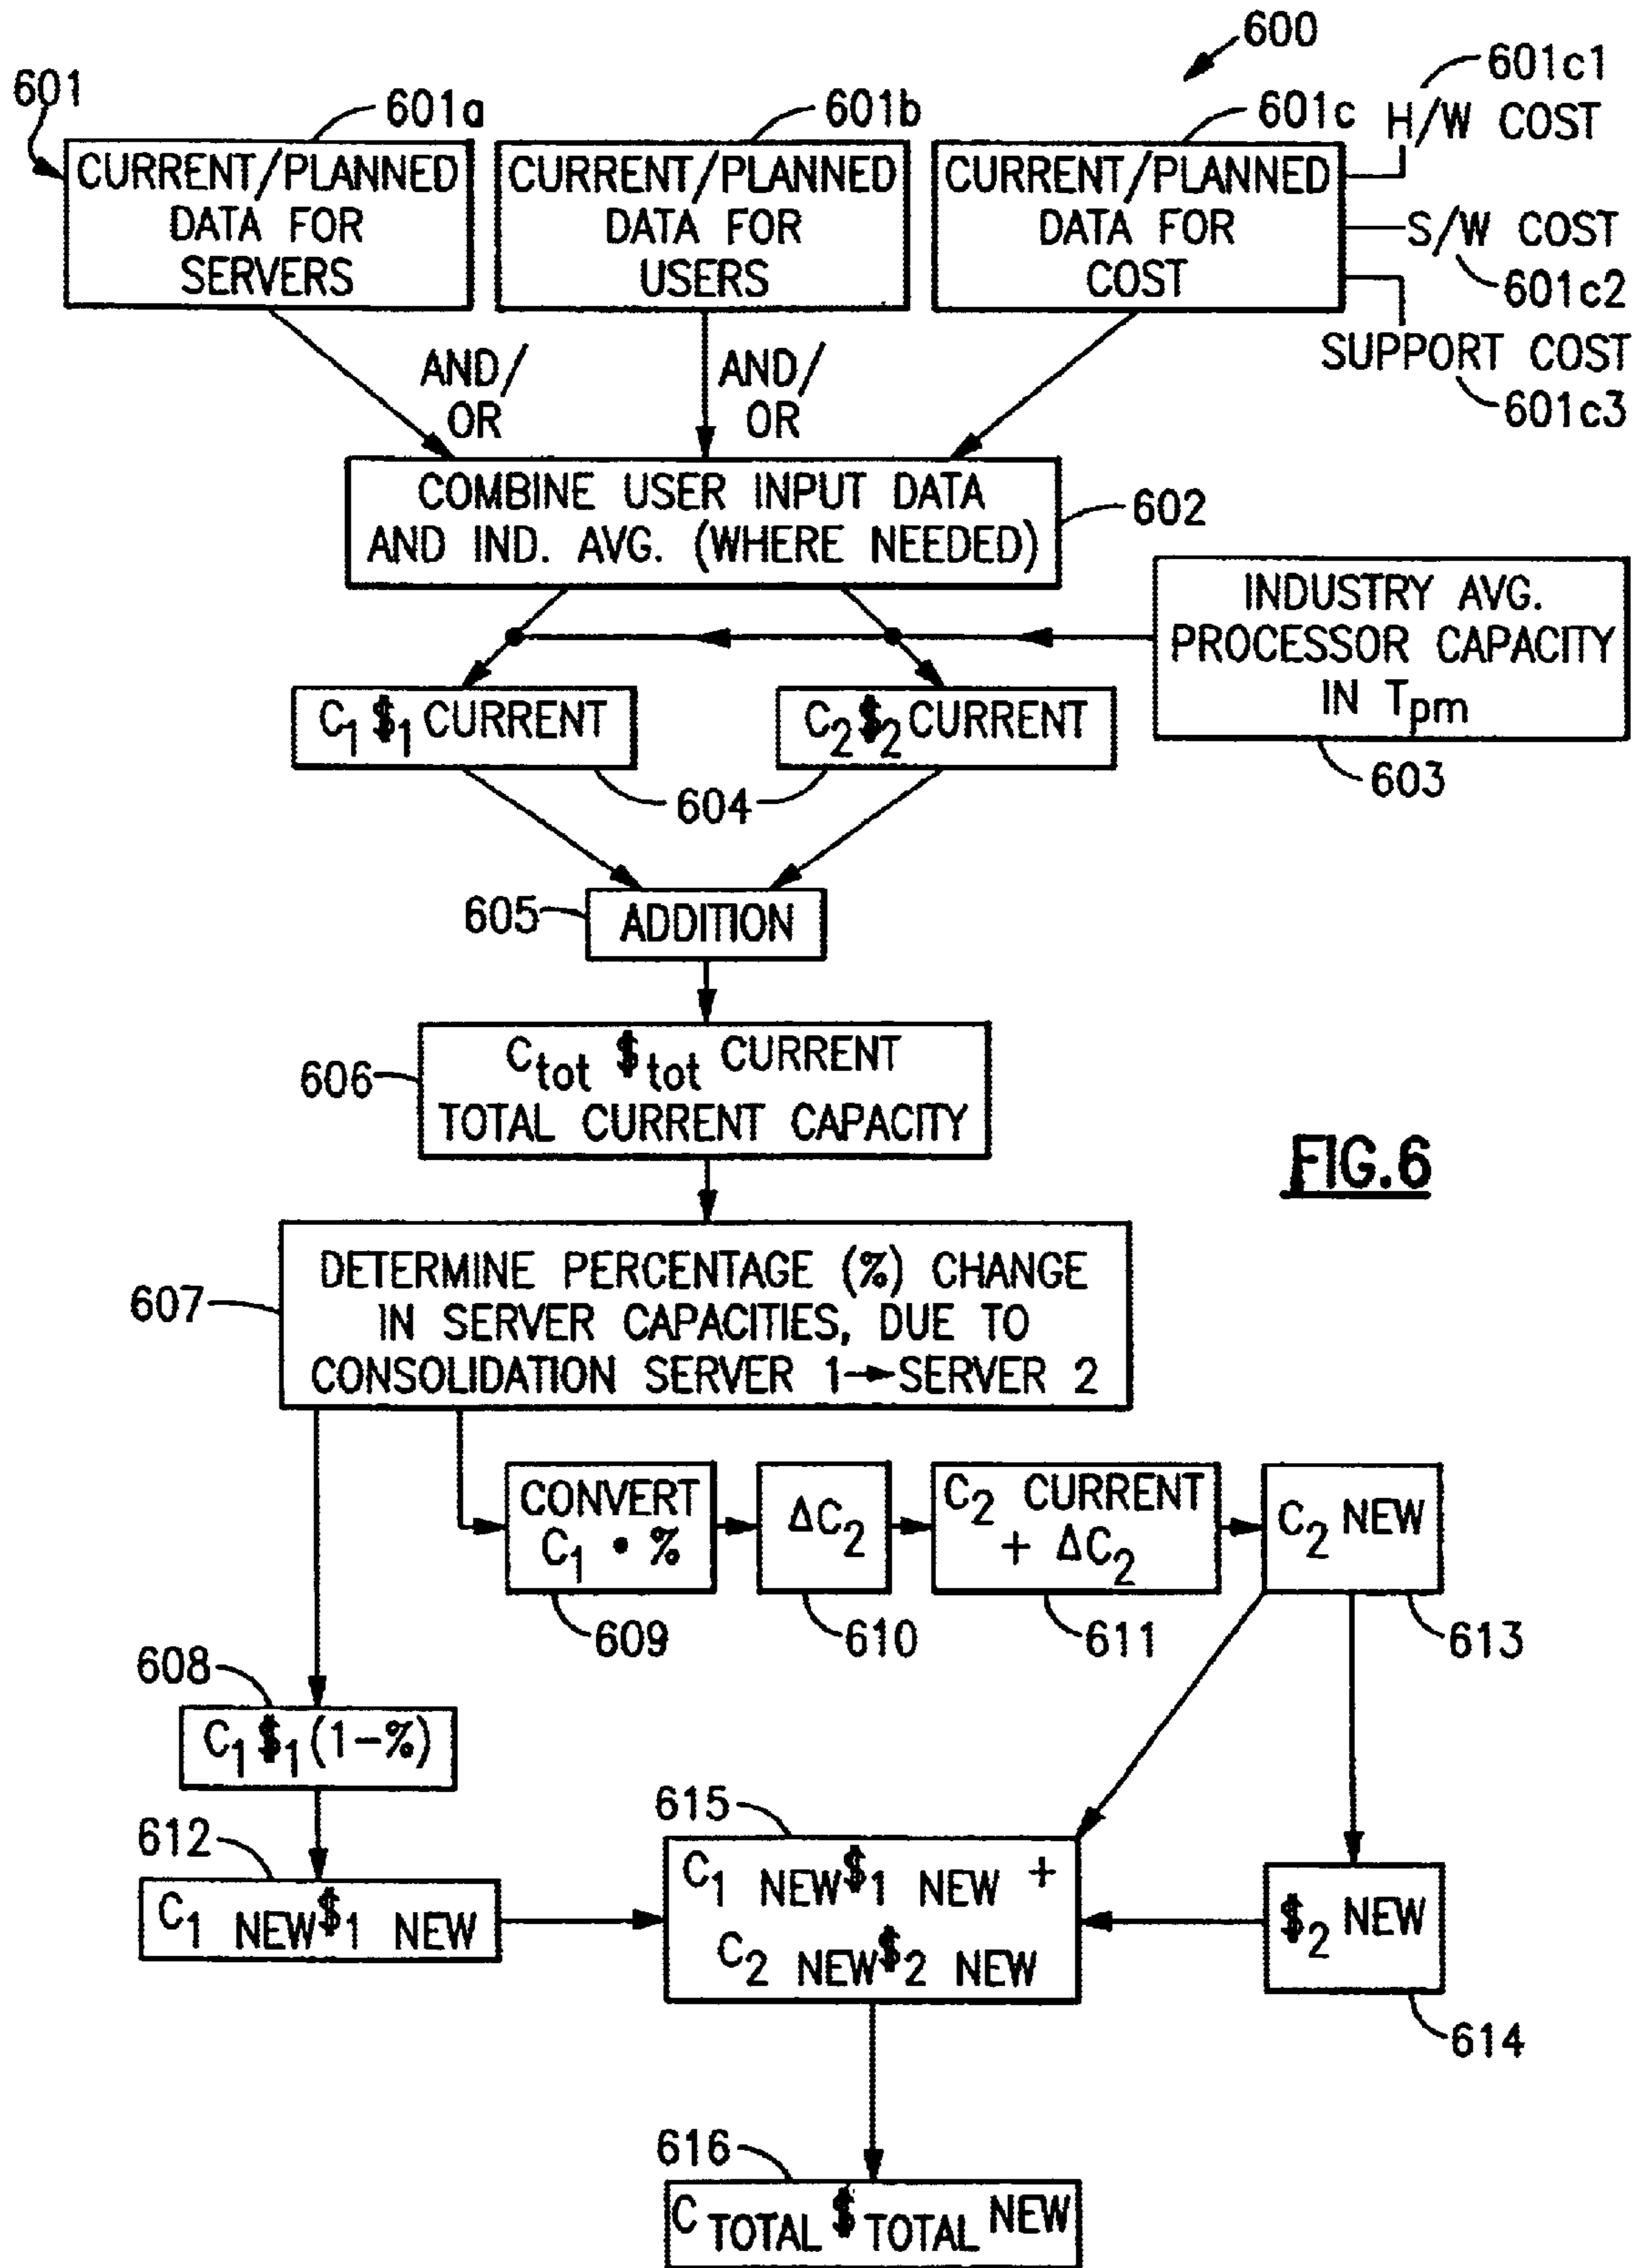 600
601
601a
601b
601c
601c1
H/W COST
CURRENT/PLANNED
DATA FOR
SERVERS
CURRENT/PLANNED
DATA FOR
USERS
CURRENT/PLANNED
DATA FOR
COST
S/W COST
601c2
SUPPORT COST
601c3
AND/
OR
AND/
OR
COMBINE USER INPUT DATA
AND IND. AVG. (WHERE NEEDED)
602
INDUSTRY AVG.
PROCESSOR CAPACITY
IN Tpm
603
C1 $1 CURRENT
C2 $2 CURRENT
604
605
ADDITION
606
Ctot $tot CURRENT
TOTAL CURRENT CAPACITY
FIG.6
607
DETERMINE PERCENTAGE (%) CHANGE
IN SERVER CAPACITIES, DUE TO
CONSOLIDATION SERVER 1→SERVER 2
CONVERT
C1 • %
609
ΔC2
610
C2 CURRENT
+ ΔC2
611
C2 NEW
613
608
C1 $1 (1-%)
612
C1 NEW $1 NEW
615
C1 NEW $1 NEW +
C2 NEW $2 NEW
$2 NEW
614
616
C TOTAL $ TOTAL NEW